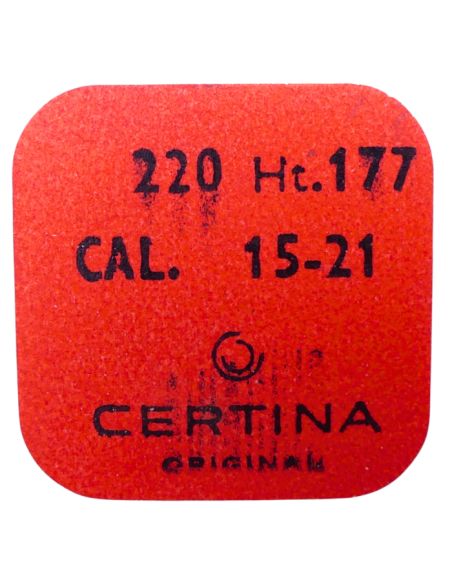 220 Ht.177
CAL. 15-21
CERTINA
ORIGINAL